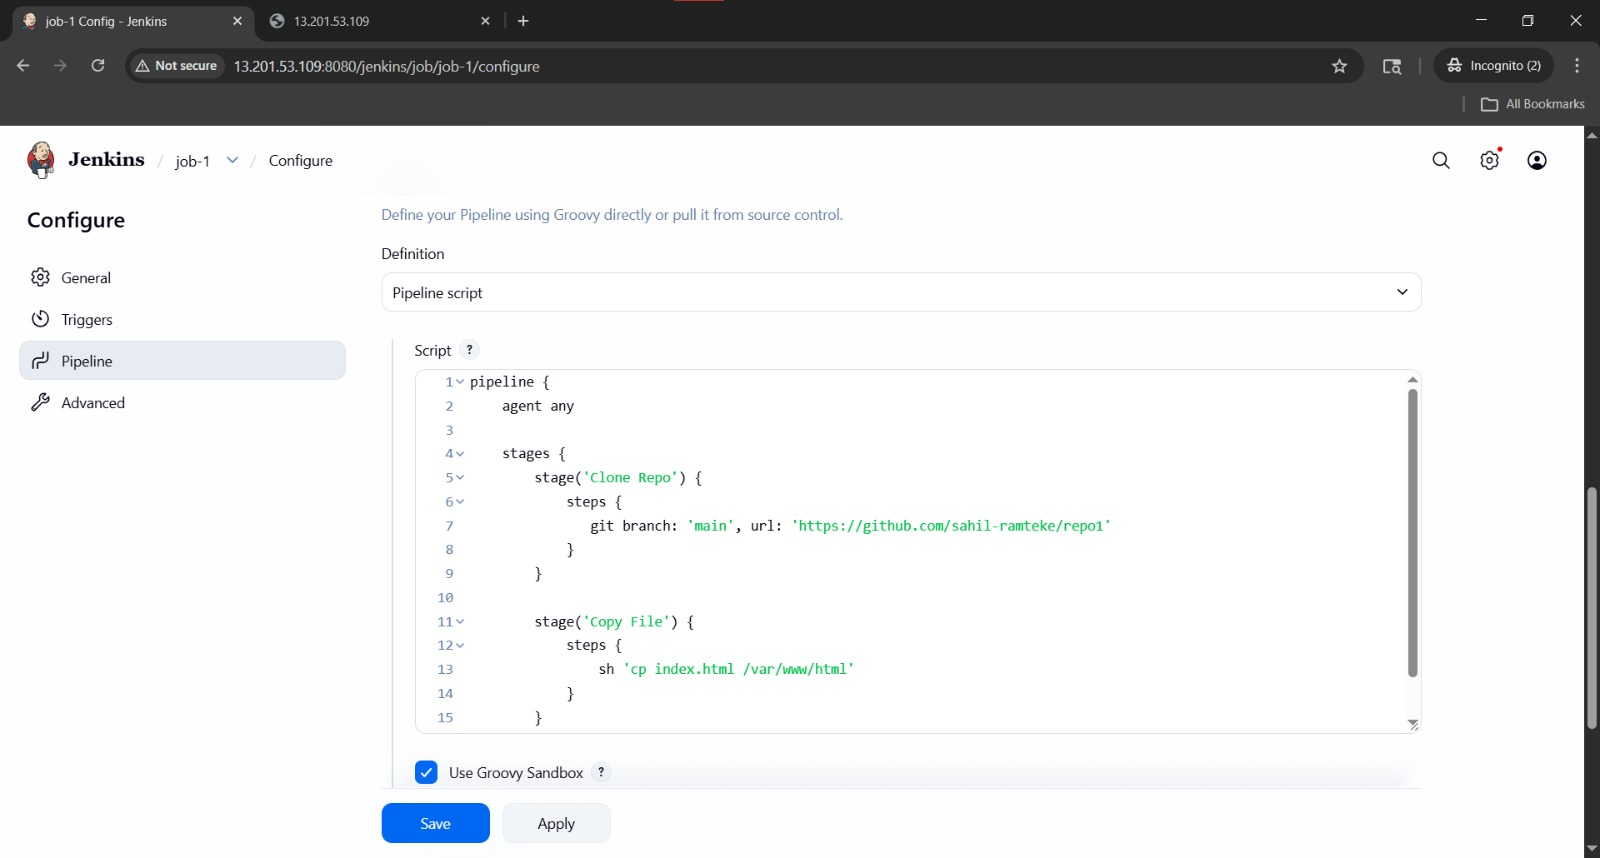 job-1 Config - Jenkins
13.201.53.109
Not secure
13.201.53.109:8080/jenkins/job/job-1/configure
Incognito (2)
All Bookmarks
Jenkins / job-1 / Configure
Configure
General
Triggers
Pipeline
Advanced
Define your Pipeline using Groovy directly or pull it from source control.
Definition
Pipeline script
Script ?
1 pipeline {
2 agent any
3
4 stages {
5 stage('Clone Repo') {
6 steps {
7 git branch: 'main', url: 'https://github.com/sahil-ramteke/repo1'
8 }
9 }
10
11 stage('Copy File') {
12 steps {
13 sh 'cp index.html /var/www/html'
14 }
15 }
Use Groovy Sandbox ?
Save
Apply